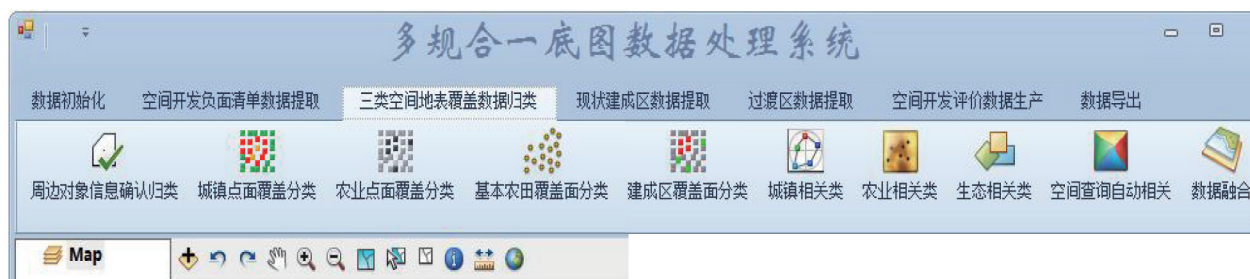 多规合一底图数据处理系统
数据初始化 空间开发负面清单数据提取 三类空间地表覆盖数据归类 现状建成区数据提取 过渡区数据提取 空间开发评价数据生产 数据导出
周边对象信息确认归类 城镇点面覆盖分类 农业点面覆盖分类 基本农田覆盖面分类 建成区覆盖面分类 城镇相关类 农业相关类 生态相关类 空间查询自动相关 数据融合
Map